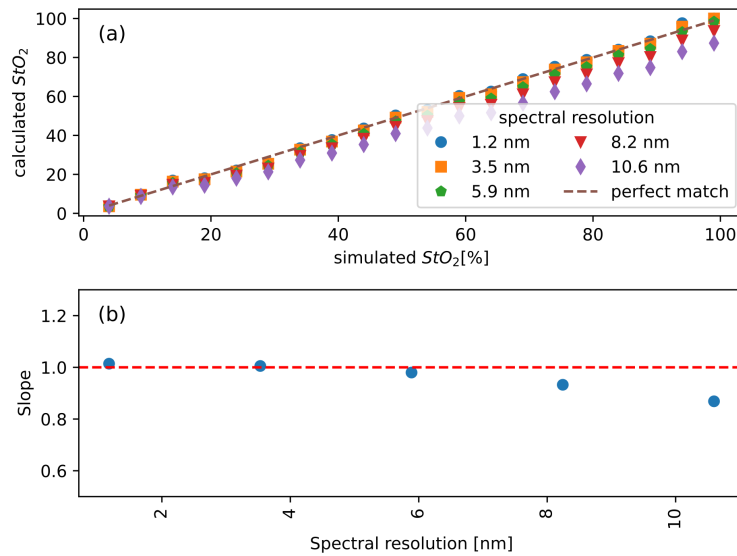 (a)
calculated StO2
100
80
60
40
20
0
0 20 40 60 80 100
simulated StO2[%]
spectral resolution
1.2 nm
3.5 nm
5.9 nm
8.2 nm
10.6 nm
perfect match
(b)
Slope
1.2
1.0
0.8
0.6
2 4 6 8 10
Spectral resolution [nm]